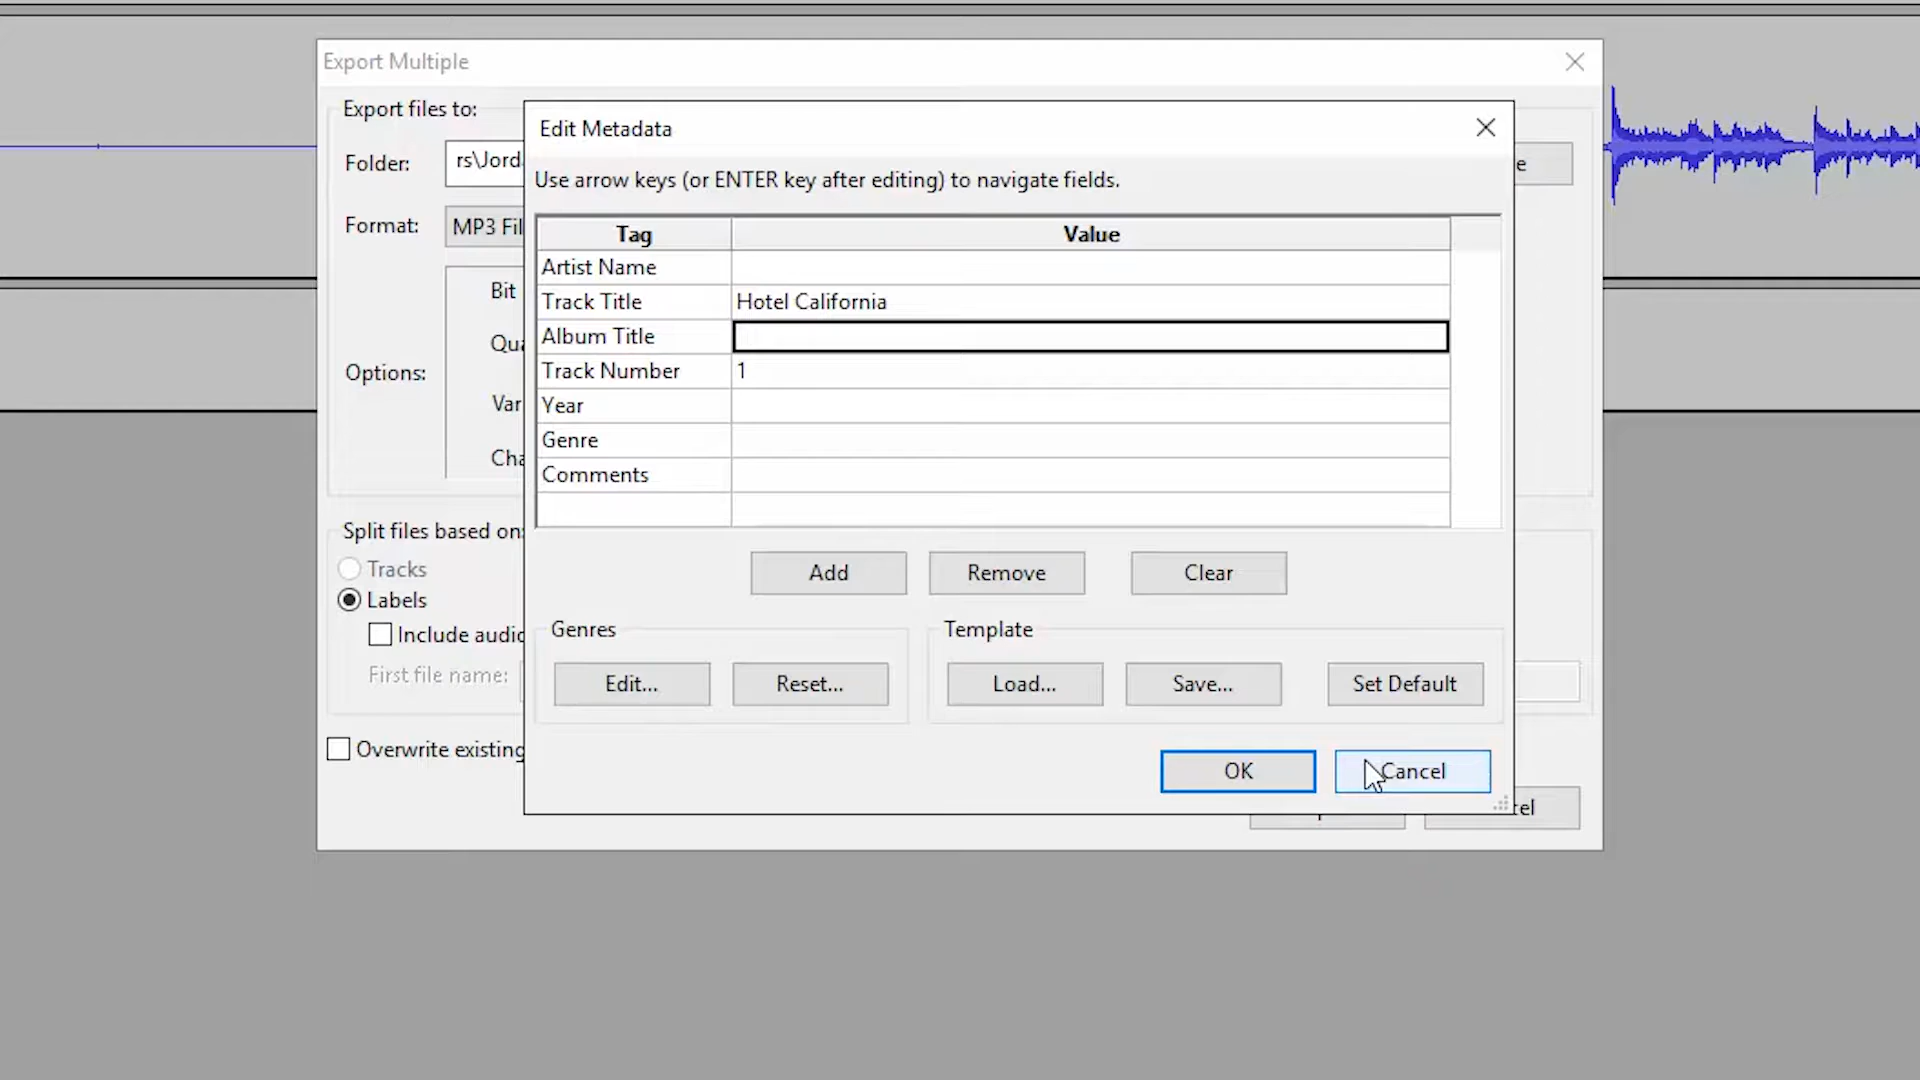 Export Multiple
Export files to:
Edit Metadata
Folder: rs\Jord
Use arrow keys (or ENTER key after editing) to navigate fields.
Format: MP3 Fil
Tag Value
Artist Name
Track Title Hotel California
Album Title
Track Number 1
Year
Genre
Comments
Bit
Qua
Options:
Var
Cha
Split files based on:
Tracks
Labels
Include audio
First file name:
Add Remove Clear
Genres Template
Edit... Reset... Load... Save... Set Default
Overwrite existing
OK Cancel